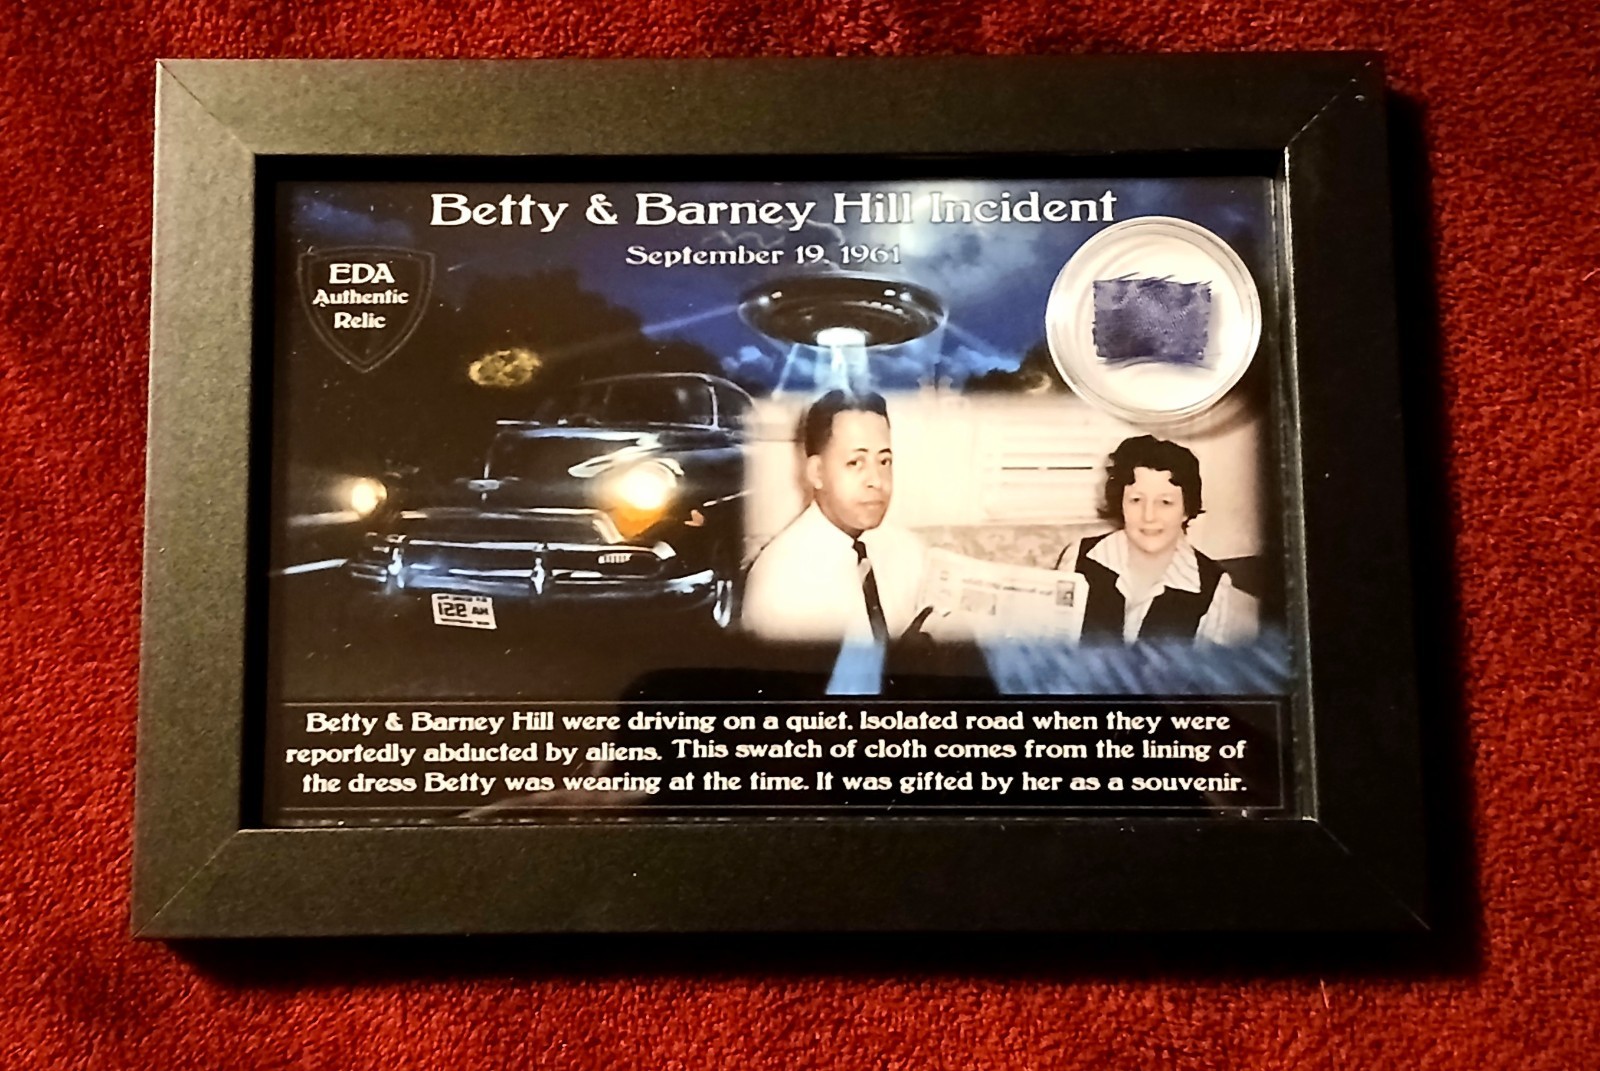 Betty & Barney Hill Incident
September 19, 1961
EDA
Authentic
Relic
Betty & Barney Hill were driving on a quiet. Isolated road when they were
reportedly abducted by aliens. This swatch of cloth comes from the lining of
the dress Betty was wearing at the time. It was gifted by her as a souvenir.